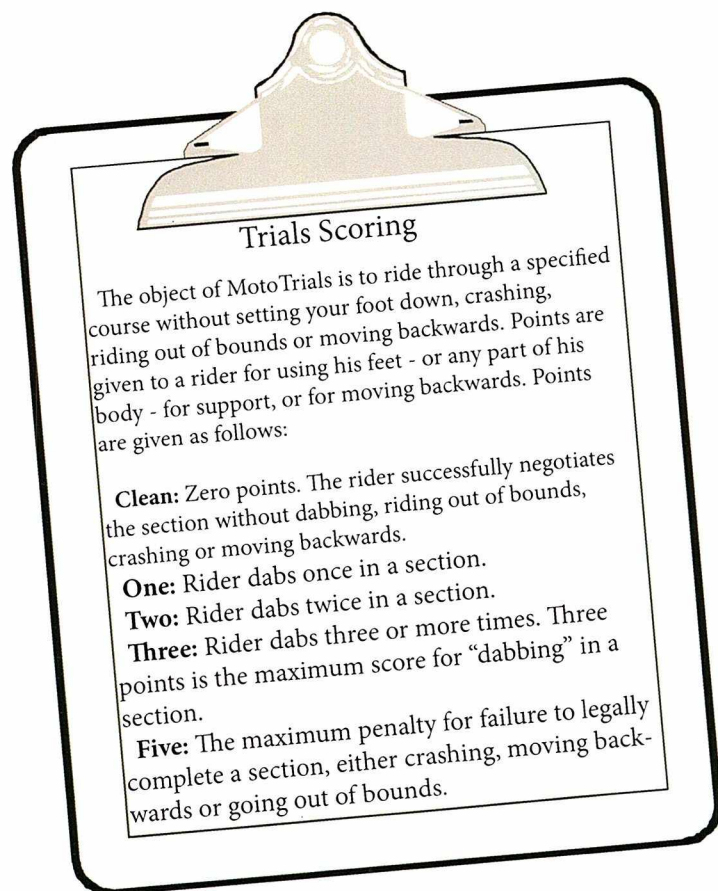 Trials Scoring
The object of MotoTrials is to ride through a specified
course without setting your foot down, crashing,
riding out of bounds or moving backwards. Points are
given to a rider for using his feet - or any part of his
body - for support, or for moving backwards. Points
are given as follows:
Clean: Zero points. The rider successfully negotiates
the section without dabbing, riding out of bounds,
crashing or moving backwards.
One: Rider dabs once in a section.
Two: Rider dabs twice in a section.
Three: Rider dabs three or more times. Three
points is the maximum score for “dabbing” in a
section.
Five: The maximum penalty for failure to legally
complete a section, either crashing, moving back-
wards or going out of bounds.